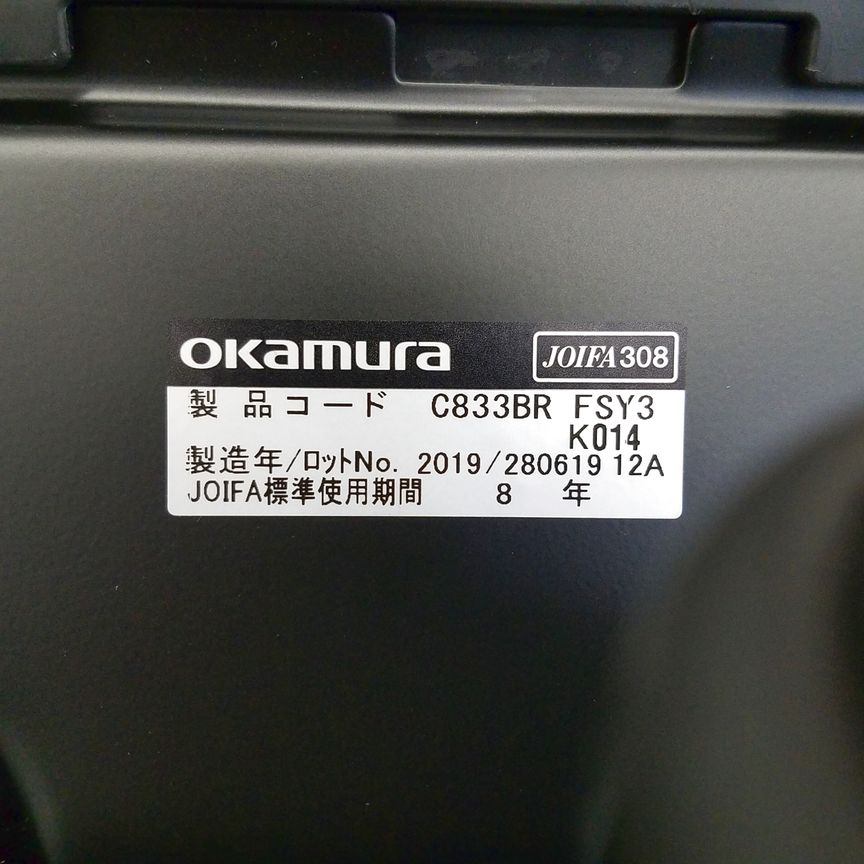 okamura
JOIFA308
製品コード C833BR FSY3
K014
製造年/ロットNo. 2019/280619 12A
JOIFA標準使用期間 8 年